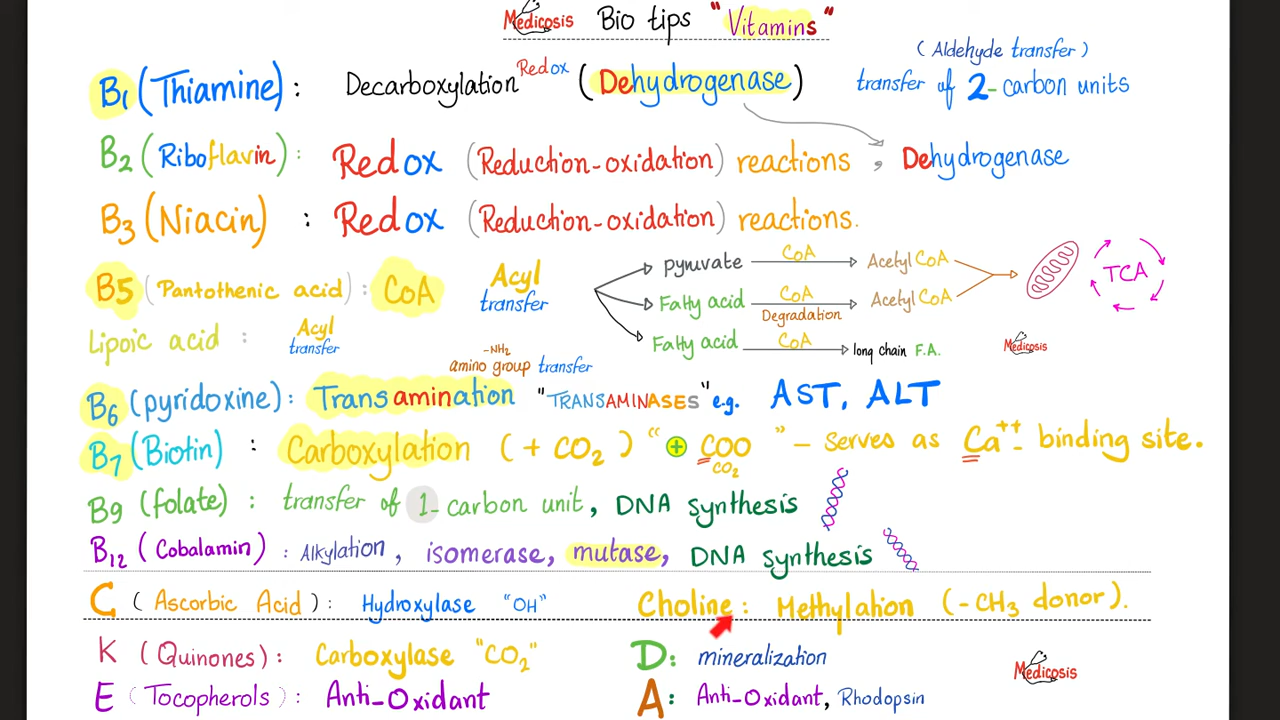 Medicosis Bio tips "Vitamins"
(Aldehyde transfer)
B1 (Thiamine): Decarboxylation Redox (Dehydrogenase) transfer of 2-carbon units
B2 (Riboflavin): Redox (Reduction-oxidation) reactions, Dehydrogenase
B3 (Niacin) : Redox (Reduction-oxidation) reactions.
B5 (Pantothenic acid): CoA Acyl transfer
pyruvate CoA Acetyl CoA
Fatty acid CoA Degradation Acetyl CoA
TCA
Fatty acid CoA long chain F.A.
Medicosis
Lipoic acid : Acyl transfer
-NH2
amino group transfer
B6 (pyridoxine): Transamination "TRANSAMINASES" e.g. AST, ALT
B7 (Biotin) : Carboxylation (+ CO2) "+ COO" - serves as Ca++ - binding site.
CO2
B9 (folate) : transfer of 1-carbon unit, DNA synthesis
B12 (Cobalamin) : Alkylation, isomerase, mutase, DNA synthesis
C (Ascorbic Acid): Hydroxylase "OH" Choline: Methylation (-CH3 donor).
K (Quinones): Carboxylase "CO2" D: mineralization
Medicosis
E (Tocopherols): Anti-Oxidant A: Anti-Oxidant, Rhodopsin